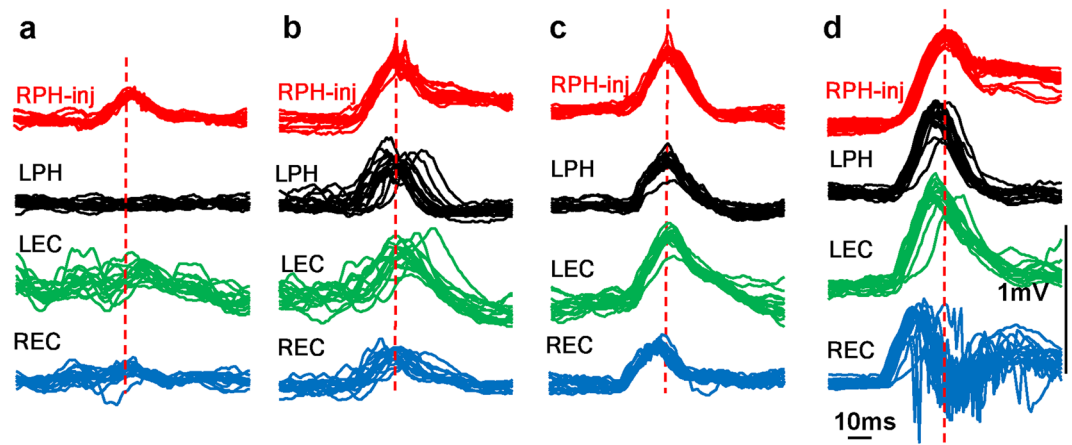 a
RPH-inj
LPH
LEC
REC
b
RPH-inj
LPH
LEC
REC
c
RPH-inj
LPH
LEC
REC
d
RPH-inj
LPH
LEC
REC
1mV
10ms